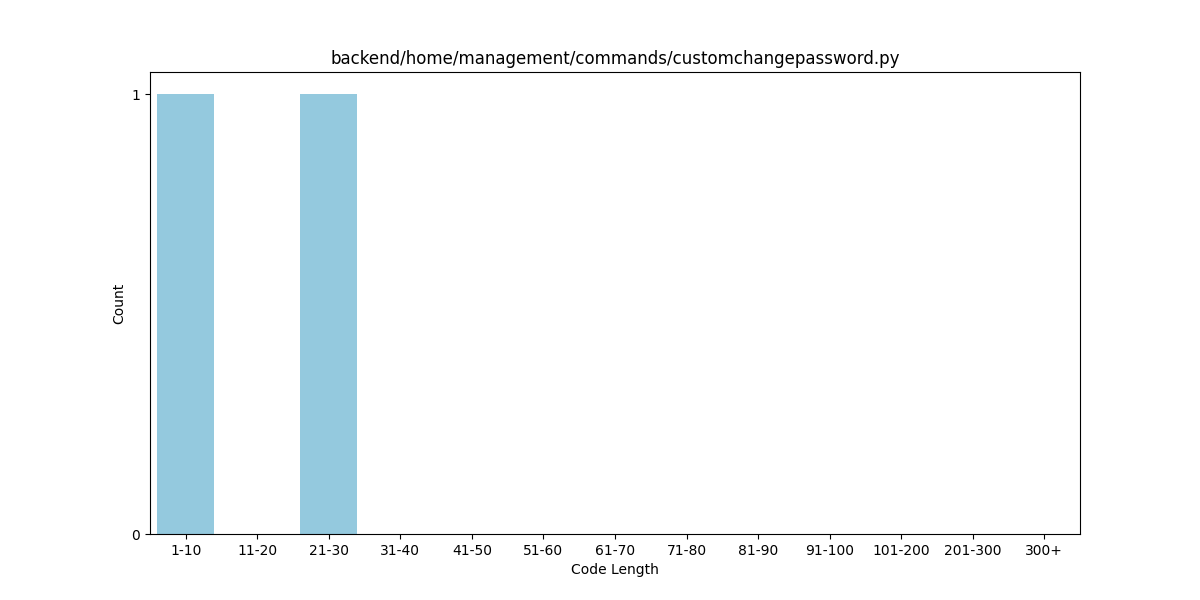 backend/home/management/commands/customchangepassword.py
1
Count
0
1-10 11-20 21-30 31-40 41-50 51-60 61-70 71-80 81-90 91-100 101-200 201-300 300+
Code Length